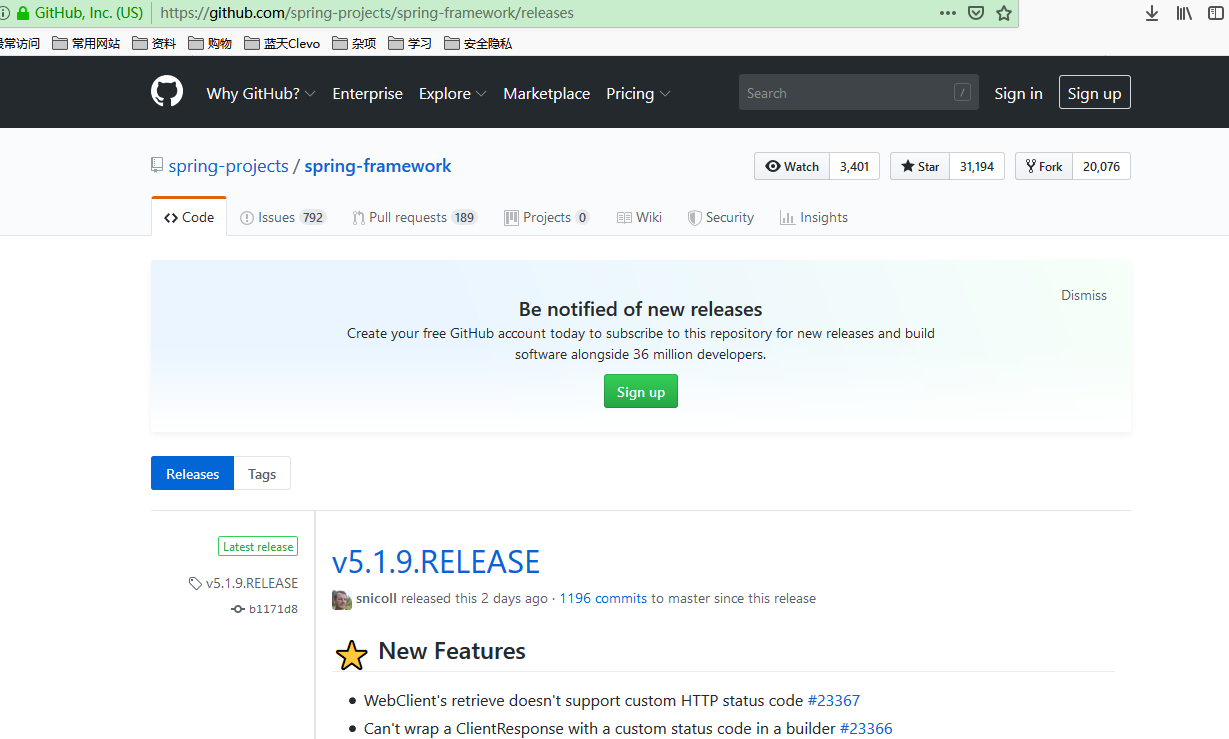 GitHub, Inc. (US) https://github.com/spring-projects/spring-framework/releases
常访问 常用网站 资料 购物 蓝天Clevo 杂项 学习 安全隐私
Why GitHub? Enterprise Explore Marketplace Pricing Search / Sign in Sign up
spring-projects / spring-framework Watch 3,401 Star 31,194 Fork 20,076
Code Issues 792 Pull requests 189 Projects 0 Wiki Security Insights
Dismiss
Be notified of new releases
Create your free GitHub account today to subscribe to this repository for new releases and build
software alongside 36 million developers.
Sign up
Releases Tags
Latest release
v5.1.9.RELEASE
b1171d8
v5.1.9.RELEASE
snicoll released this 2 days ago · 1196 commits to master since this release
New Features
• WebClient's retrieve doesn't support custom HTTP status code #23367
• Can't wrap a ClientResponse with a custom status code in a builder #23366